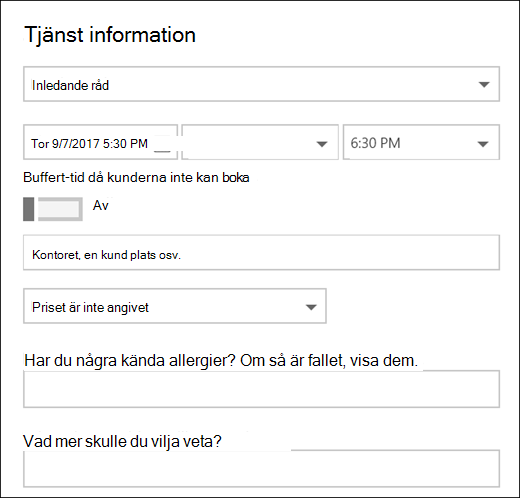 Tjänst information
Inledande råd
Tor 9/7/2017 5:30 PM
6:30 PM
Buffert-tid då kunderna inte kan boka
Av
Kontoret, en kund plats osv.
Priset är inte angivet
Har du några kända allergier? Om så är fallet, visa dem.
Vad mer skulle du vilja veta?